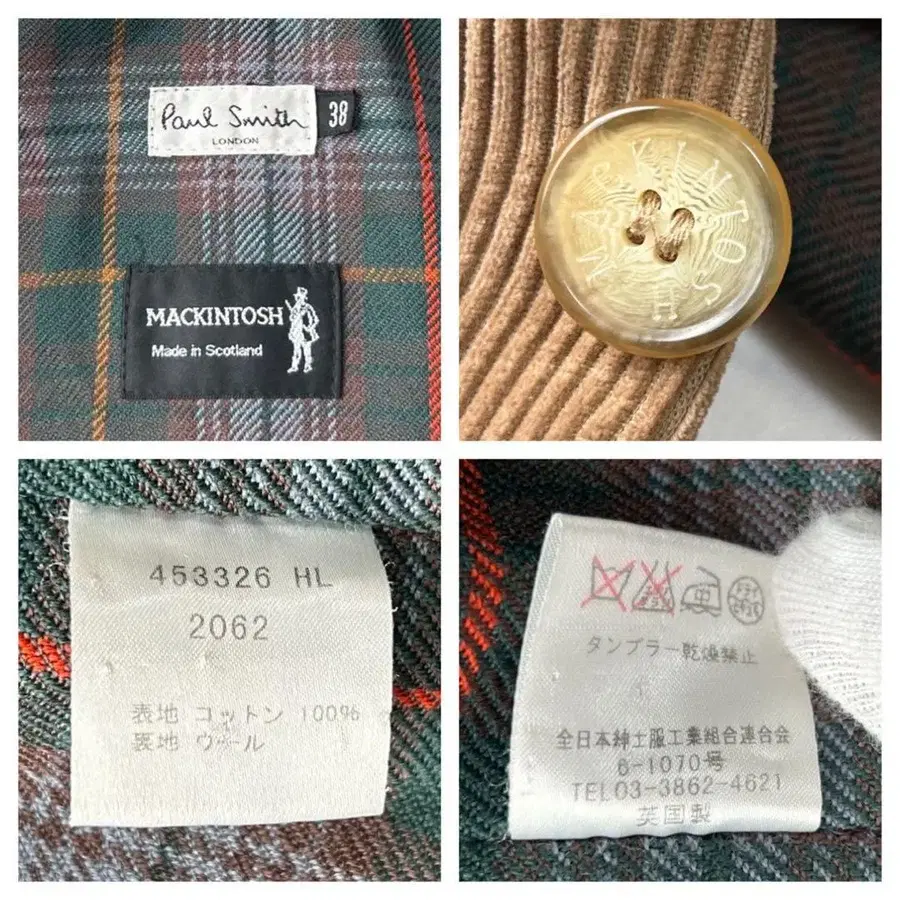 Paul Smith
LONDON
38
MACKINTOSH
Made in Scotland
MACKINTOSH
453326 HL
2062
表地 コットン 100%
裏地 ウール
タンブラー乾燥禁止
全日本紳士服工業組合連合会
6-1070号
TEL03-3862-4621
英国製